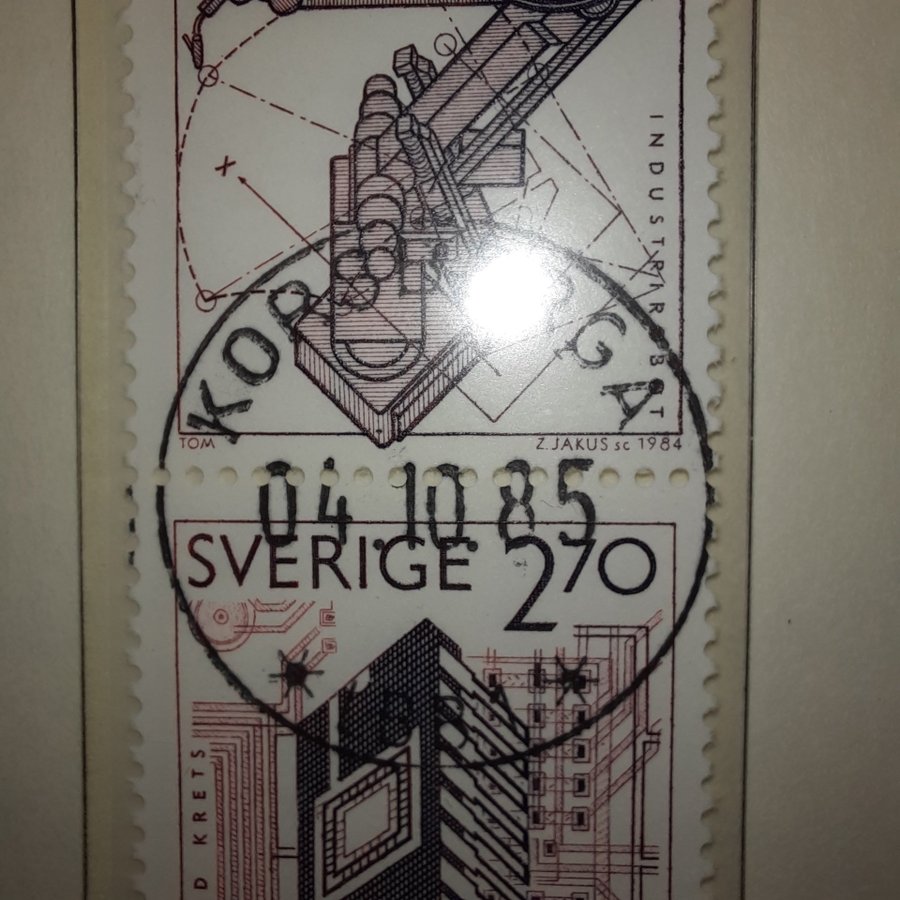 INDUSTRIROBOT
TOM
Z.JAKUS sc 1984
04.10.85
SVERIGE 270
D KRETS